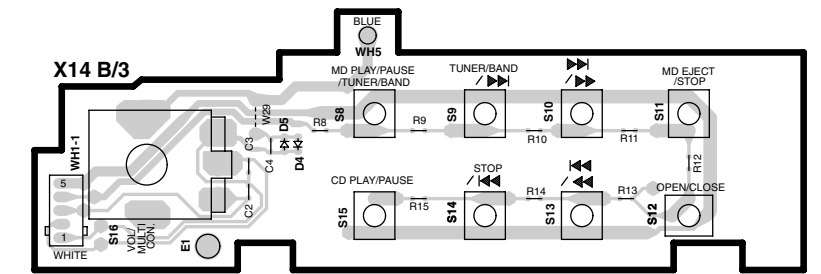 BLUE
WH5
X14 B/3
MD PLAY/PAUSE
/TUNER/BAND
TUNER/BAND
/
/
MD EJECT
/STOP
S8
S9
S10
S11
W29
D5
R8
R9
R10
R11
C3
C4
D4
R12
WH1-1
5
1
WHITE
C2
CD PLAY/PAUSE
STOP
/
/
OPEN/CLOSE
S15
R15
S14
R14
S13
R13
S12
S16
VOL/
MULTI
CON.
E1